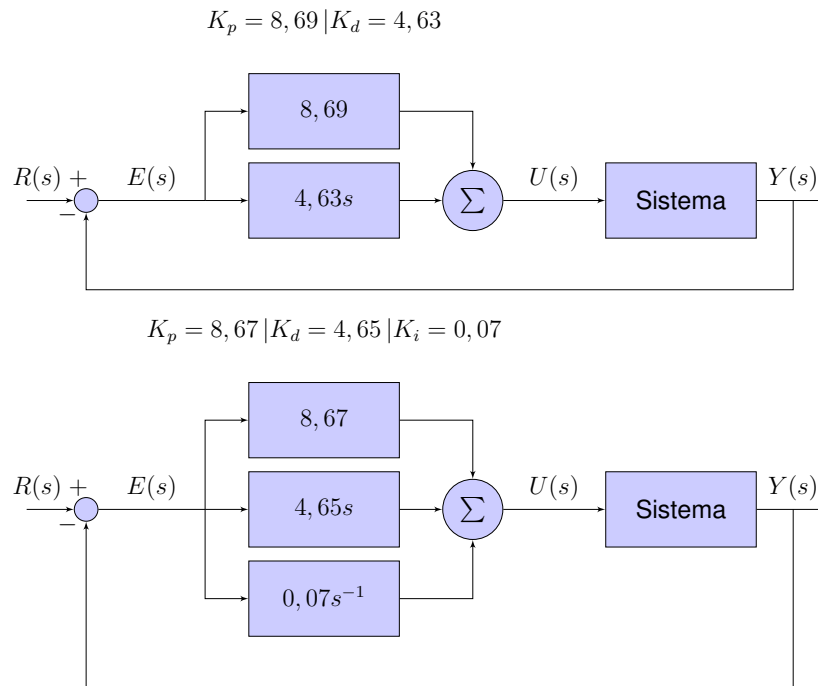 K_p = 8, 69 | K_d = 4, 63
8, 69
R(s) + E(s) 4, 63s ∑ U(s) Sistema Y(s)
−
K_p = 8, 67 | K_d = 4, 65 | K_i = 0, 07
8, 67
R(s) + E(s) 4, 65s ∑ U(s) Sistema Y(s)
−
0, 07s^{-1}